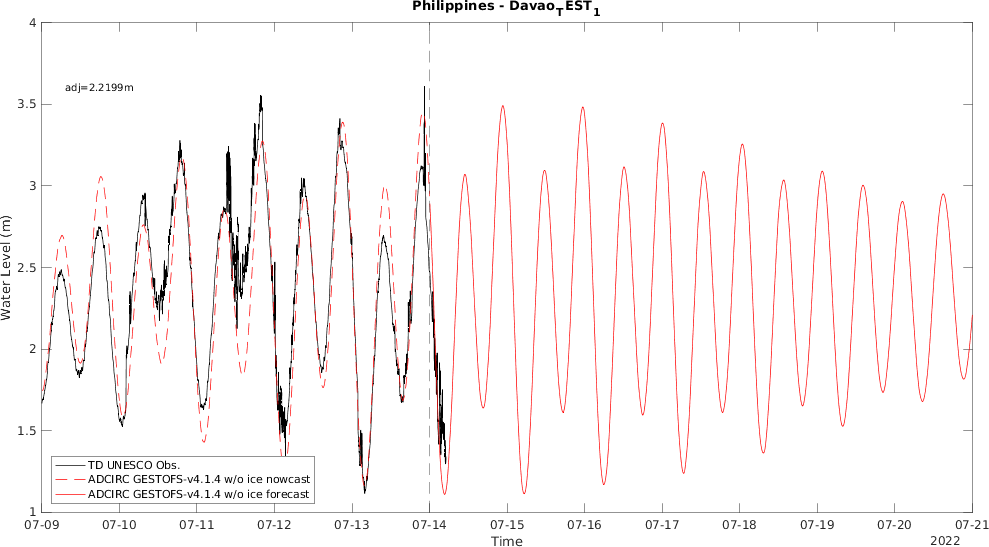 Philippines - Davao_TEST_1
4
adj=2.2199m
3.5
3
2.5
2
1.5
1
Water Level (m)
TD UNESCO Obs.
ADCIRC GESTOFS-v4.1.4 w/o ice nowcast
ADCIRC GESTOFS-v4.1.4 w/o ice forecast
07-09 07-10 07-11 07-12 07-13 07-14 07-15 07-16 07-17 07-18 07-19 07-20 07-21
Time
2022